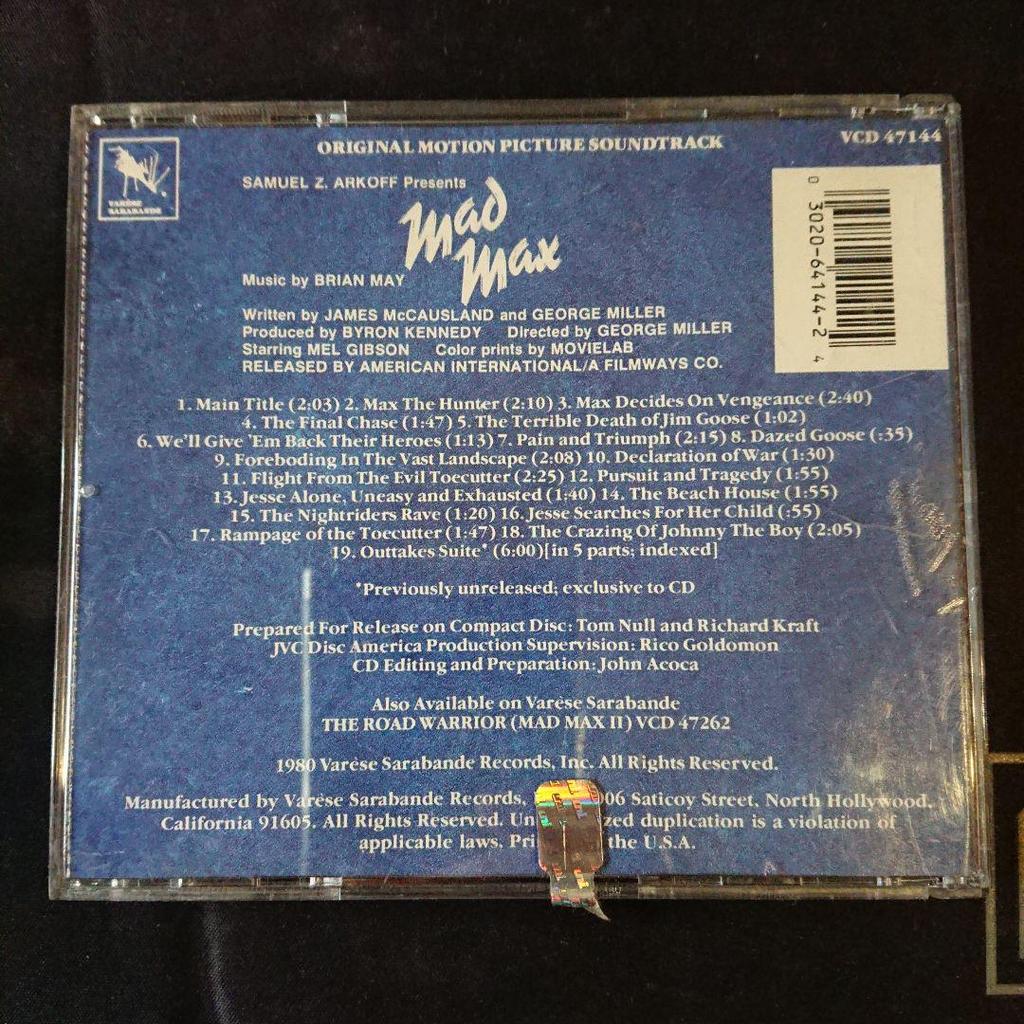 ORIGINAL MOTION PICTURE SOUNDTRACK
VCD 47144
VARÈSE
SARABANDE
SAMUEL Z. ARKOFF Presents
Mad
Max
Music by BRIAN MAY
0 3020-64144-2 4
Written by JAMES McCAUSLAND and GEORGE MILLER
Produced by BYRON KENNEDY Directed by GEORGE MILLER
Starring MEL GIBSON Color prints by MOVIELAB
RELEASED BY AMERICAN INTERNATIONAL/A FILMWAYS CO.
1. Main Title (2:03) 2. Max The Hunter (2:10) 3. Max Decides On Vengeance (2:40)
4. The Final Chase (1:47) 5. The Terrible Death of Jim Goose (1:02)
6. We'll Give 'Em Back Their Heroes (1:13) 7. Pain and Triumph (2:15) 8. Dazed Goose (:35)
9. Foreboding In The Vast Landscape (2:08) 10. Declaration of War (1:30)
11. Flight From The Evil Toecutter (2:25) 12. Pursuit and Tragedy (1:55)
13. Jesse Alone, Uneasy and Exhausted (1:40) 14. The Beach House (1:55)
15. The Nightriders Rave (1:20) 16. Jesse Searches For Her Child (:55)
17. Rampage of the Toecutter (1:47) 18. The Crazing Of Johnny The Boy (2:05)
19. Outtakes Suite* (6:00)[in 5 parts; indexed]
*Previously unreleased; exclusive to CD
Prepared For Release on Compact Disc: Tom Null and Richard Kraft
JVC Disc America Production Supervision: Rico Goldomon
CD Editing and Preparation: John Acoca
Also Available on Varèse Sarabande
THE ROAD WARRIOR (MAD MAX II) VCD 47262
1980 Varèse Sarabande Records, Inc. All Rights Reserved.
Manufactured by Varèse Sarabande Records, 06 Saticoy Street, North Hollywood,
California 91605. All Rights Reserved. Un zed duplication is a violation of
applicable laws. Pri the U.S.A.